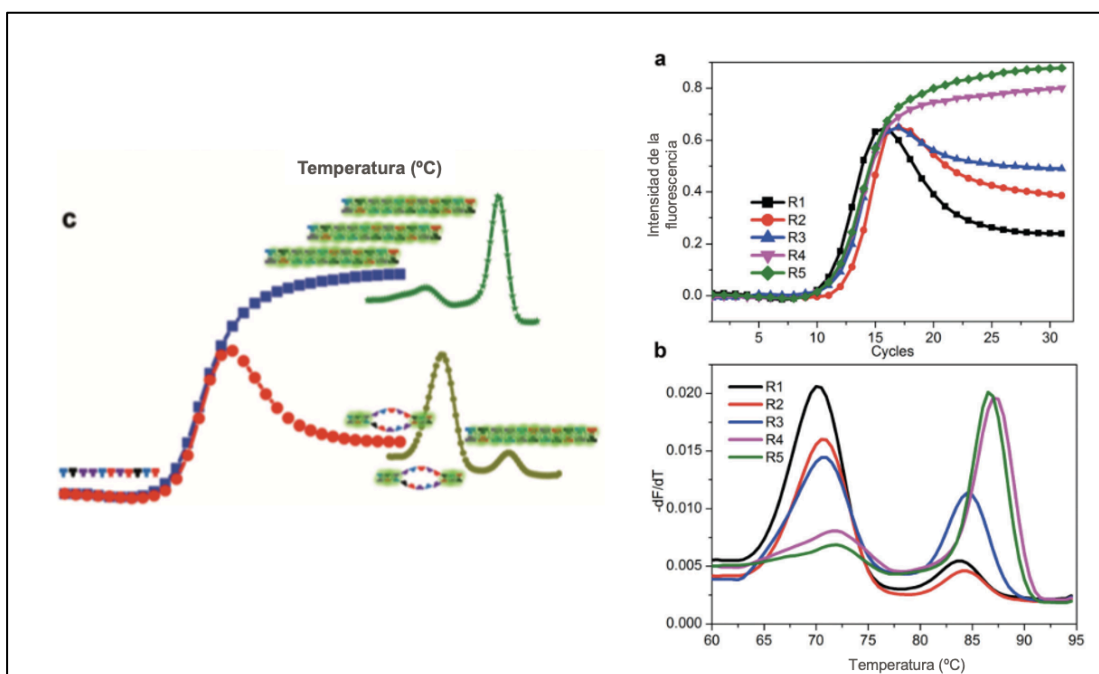 c
Temperatura (ºC)
a
Intensidad de la
fluorescencia
0.8
0.6
0.4
0.2
0.0
R1
R2
R3
R4
R5
5
10
15
20
25
30
Cycles
b
-dF/dT
0.020
0.015
0.010
0.005
0.000
R1
R2
R3
R4
R5
60
65
70
75
80
85
90
95
Temperatura (ºC)